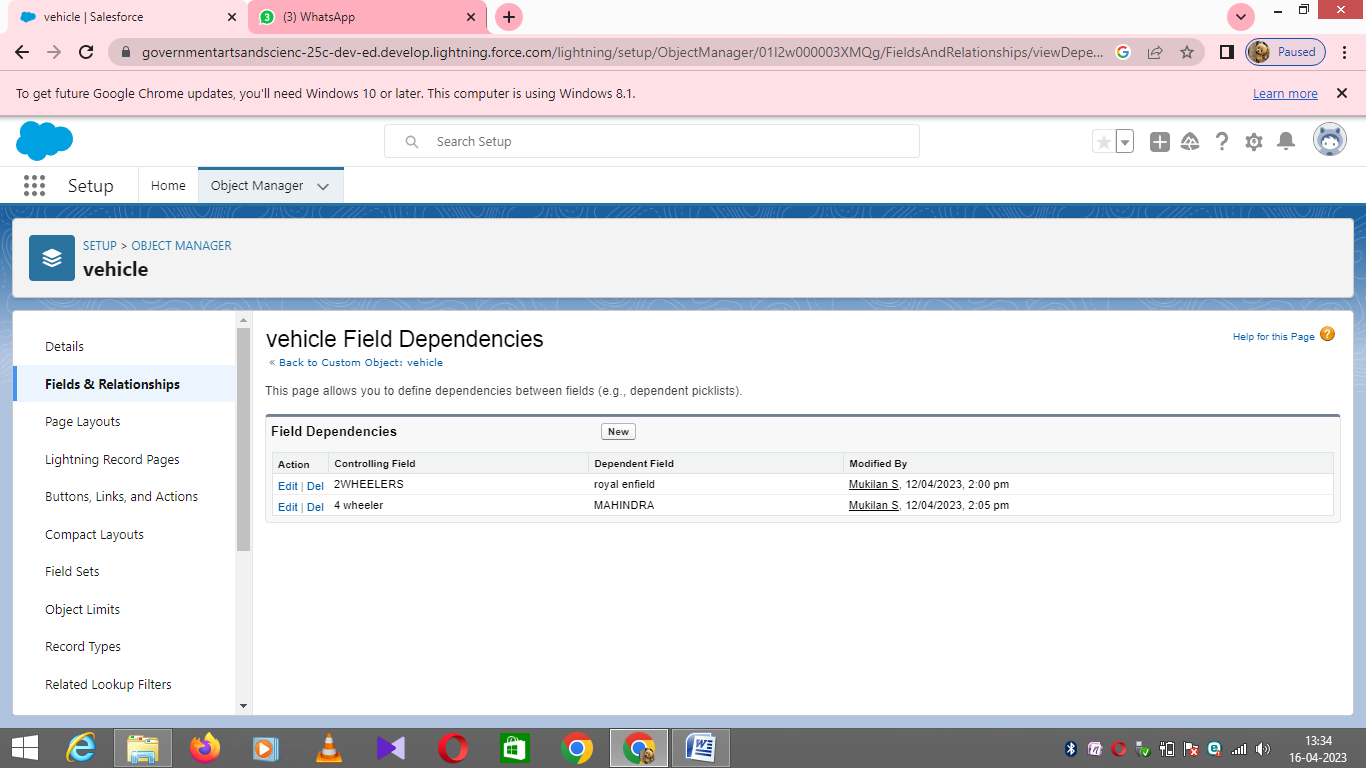 vehicle | Salesforce
(3) WhatsApp
governmentartsandscienc-25c-dev-ed.develop.lightning.force.com/lightning/setup/ObjectManager/01I2w000003XMQg/FieldsAndRelationships/viewDepe...
Paused
To get future Google Chrome updates, you'll need Windows 10 or later. This computer is using Windows 8.1.
Learn more
Search Setup
Setup
Home
Object Manager
SETUP > OBJECT MANAGER
vehicle
Details
Fields & Relationships
Page Layouts
Lightning Record Pages
Buttons, Links, and Actions
Compact Layouts
Field Sets
Object Limits
Record Types
Related Lookup Filters
vehicle Field Dependencies
Help for this Page
« Back to Custom Object: vehicle
This page allows you to define dependencies between fields (e.g., dependent picklists).
Field Dependencies
New
Action Controlling Field Dependent Field Modified By
Edit | Del 2WHEELERS royal enfield Mukilan S, 12/04/2023, 2:00 pm
Edit | Del 4 wheeler MAHINDRA Mukilan S, 12/04/2023, 2:05 pm
13:34
16-04-2023